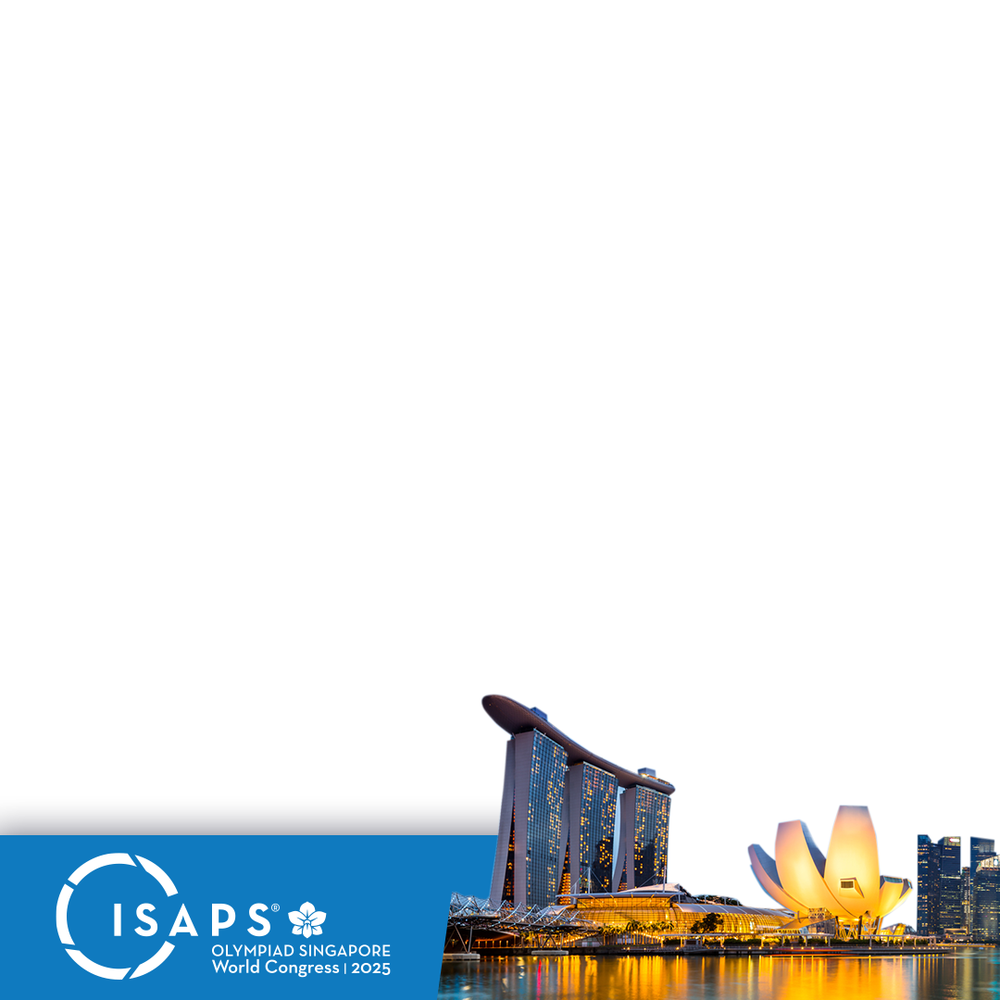 ISAPS®
OLYMPIAD SINGAPORE
World Congress | 2025